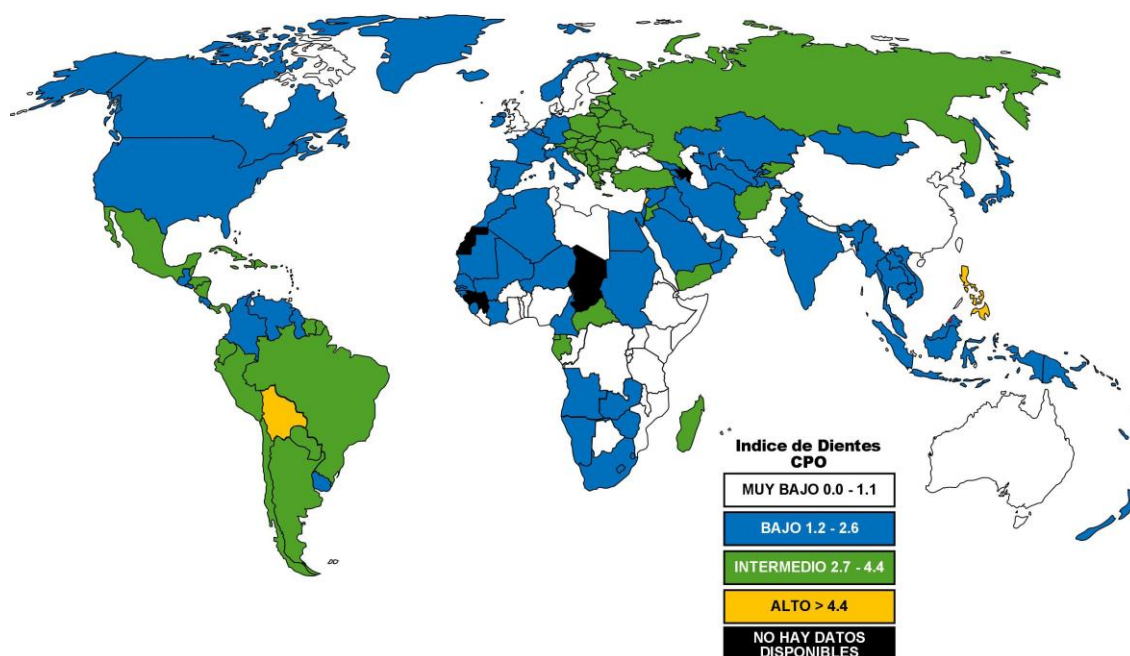 Indice de Dientes
CPO
MUY BAJO 0.0 - 1.1
BAJO 1.2 - 2.6
INTERMEDIO 2.7 - 4.4
ALTO > 4.4
NO HAY DATOS
DISPONIBLES